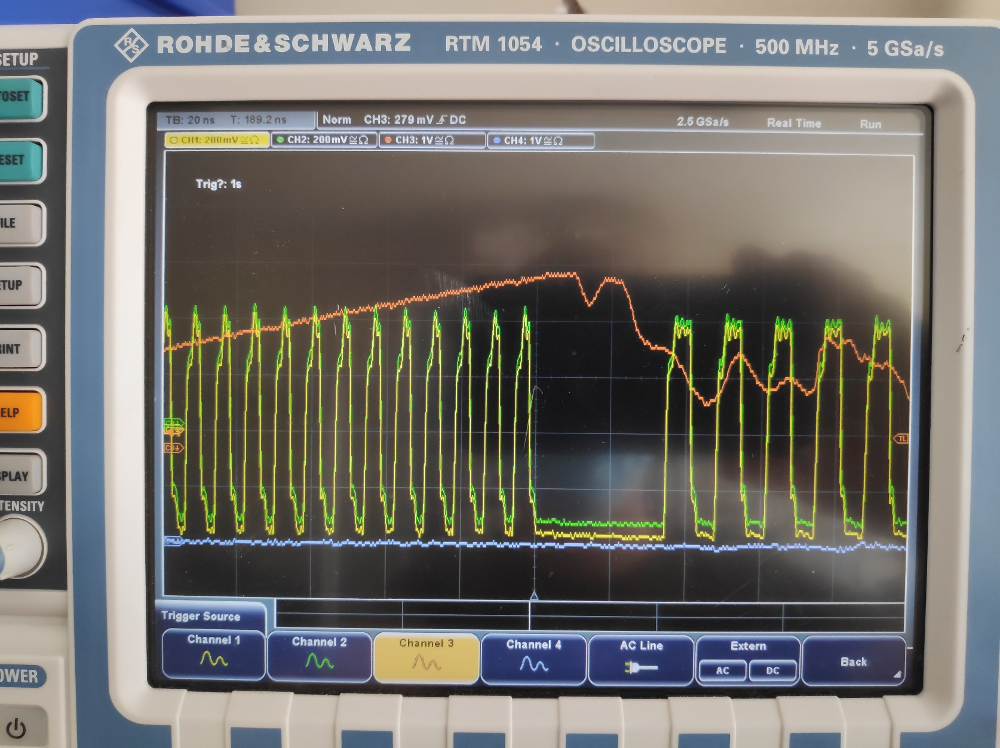 ROHDE&SCHWARZ RTM 1054 · OSCILLOSCOPE · 500 MHz · 5 GSa/s
SETUP
TOSET
ESET
ILE
ETUP
RINT
ELP
SPLAY
TENSITY
OWER
TB: 20 ns T: 189.2 ns Norm CH3: 279 mV DC 2.5 GSa/s Real Time Run
CH1: 200mV≅Ω CH2: 200mV≅Ω CH3: 1V≅Ω CH4: 1V≅Ω
Trig?: 1s
TL
Trigger Source
Channel 1
Channel 2
Channel 3
Channel 4
AC Line
Extern
AC DC
Back